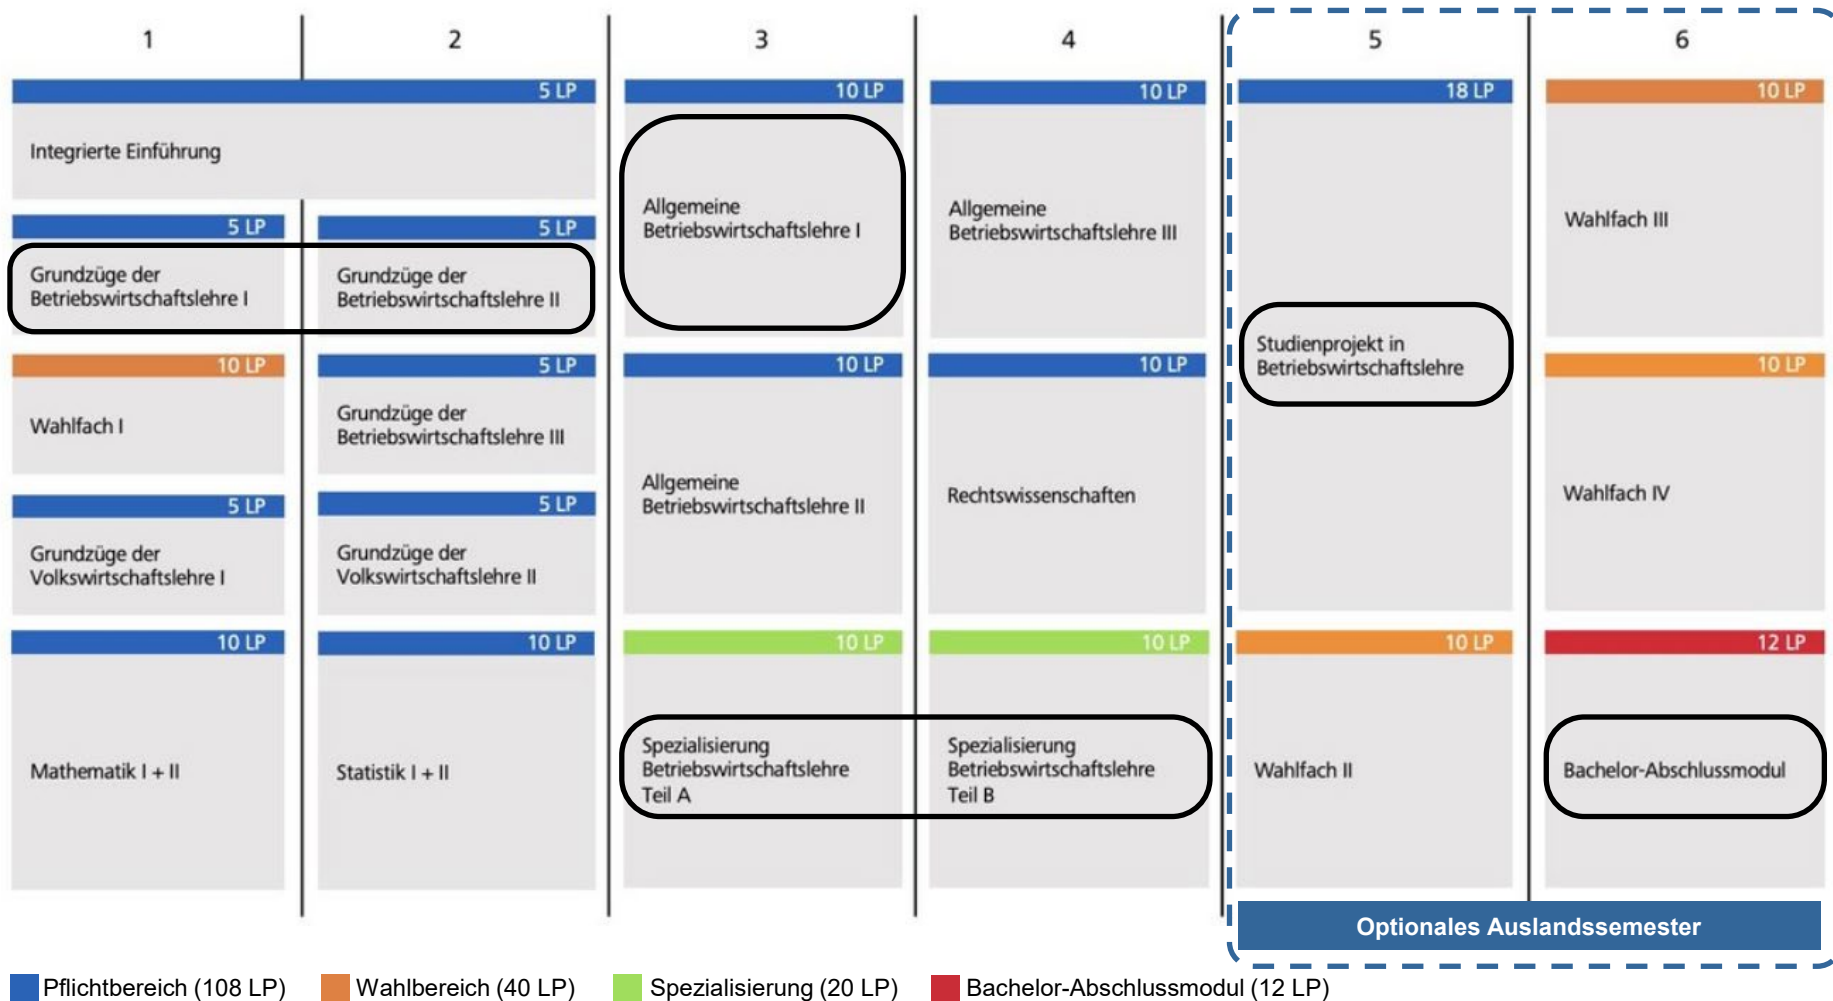 1
2
3
4
5
6
5 LP
Integrierte Einführung
5 LP
Grundzüge der
Betriebswirtschaftslehre I
5 LP
Grundzüge der
Betriebswirtschaftslehre II
10 LP
Wahlfach I
5 LP
Grundzüge der
Betriebswirtschaftslehre III
5 LP
Grundzüge der
Volkswirtschaftslehre I
5 LP
Grundzüge der
Volkswirtschaftslehre II
10 LP
Mathematik I + II
10 LP
Statistik I + II
10 LP
Allgemeine
Betriebswirtschaftslehre I
10 LP
Allgemeine
Betriebswirtschaftslehre II
10 LP
Spezialisierung
Betriebswirtschaftslehre
Teil A
10 LP
Allgemeine
Betriebswirtschaftslehre III
10 LP
Rechtswissenschaften
10 LP
Spezialisierung
Betriebswirtschaftslehre
Teil B
18 LP
Studienprojekt in
Betriebswirtschaftslehre
10 LP
Wahlfach II
10 LP
Wahlfach III
10 LP
Wahlfach IV
12 LP
Bachelor-Abschlussmodul
Optionales Auslandssemester
Pflichtbereich (108 LP)
Wahlbereich (40 LP)
Spezialisierung (20 LP)
Bachelor-Abschlussmodul (12 LP)